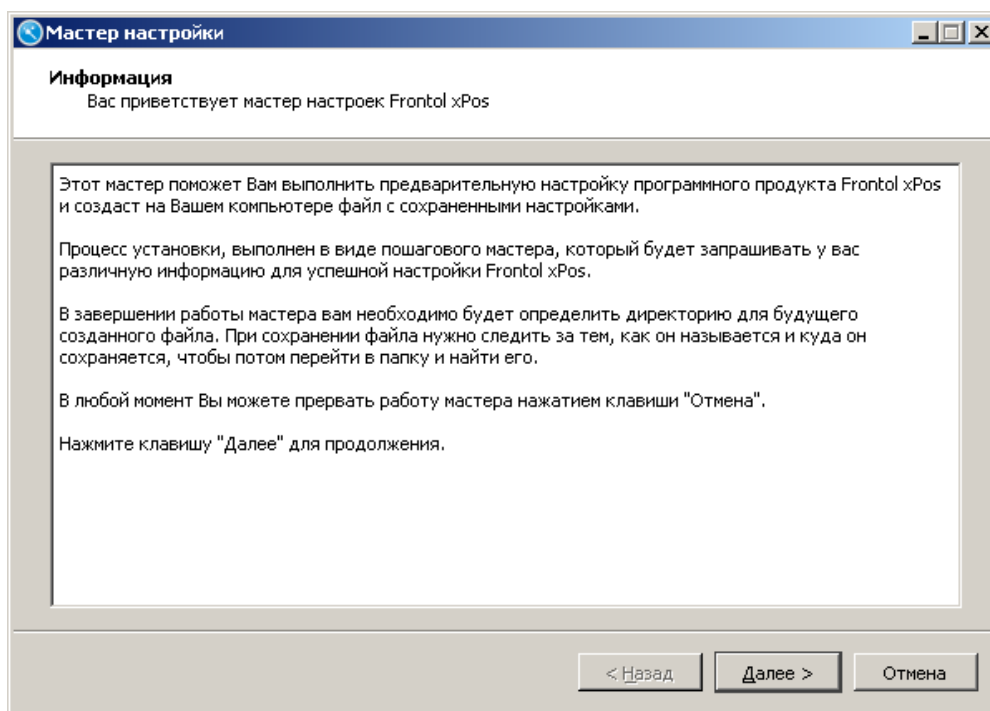 Мастер настройки
Информация
Вас приветствует мастер настроек Frontol xPos
Этот мастер поможет Вам выполнить предварительную настройку программного продукта Frontol xPos
и создаст на Вашем компьютере файл с сохраненными настройками.
Процесс установки, выполнен в виде пошагового мастера, который будет запрашивать у вас
различную информацию для успешной настройки Frontol xPos.
В завершении работы мастера вам необходимо будет определить директорию для будущего
созданного файла. При сохранении файла нужно следить за тем, как он называется и куда он
сохраняется, чтобы потом перейти в папку и найти его.
В любой момент Вы можете прервать работу мастера нажатием клавиши "Отмена".
Нажмите клавишу "Далее" для продолжения.
< Назад Далее > Отмена